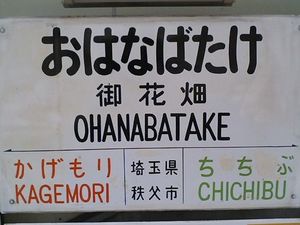 おはなばたけ
御花畑
OHANABATAKE
かげもり 埼玉県 ちちぶ
KAGEMORI 秩父市 CHICHIBU